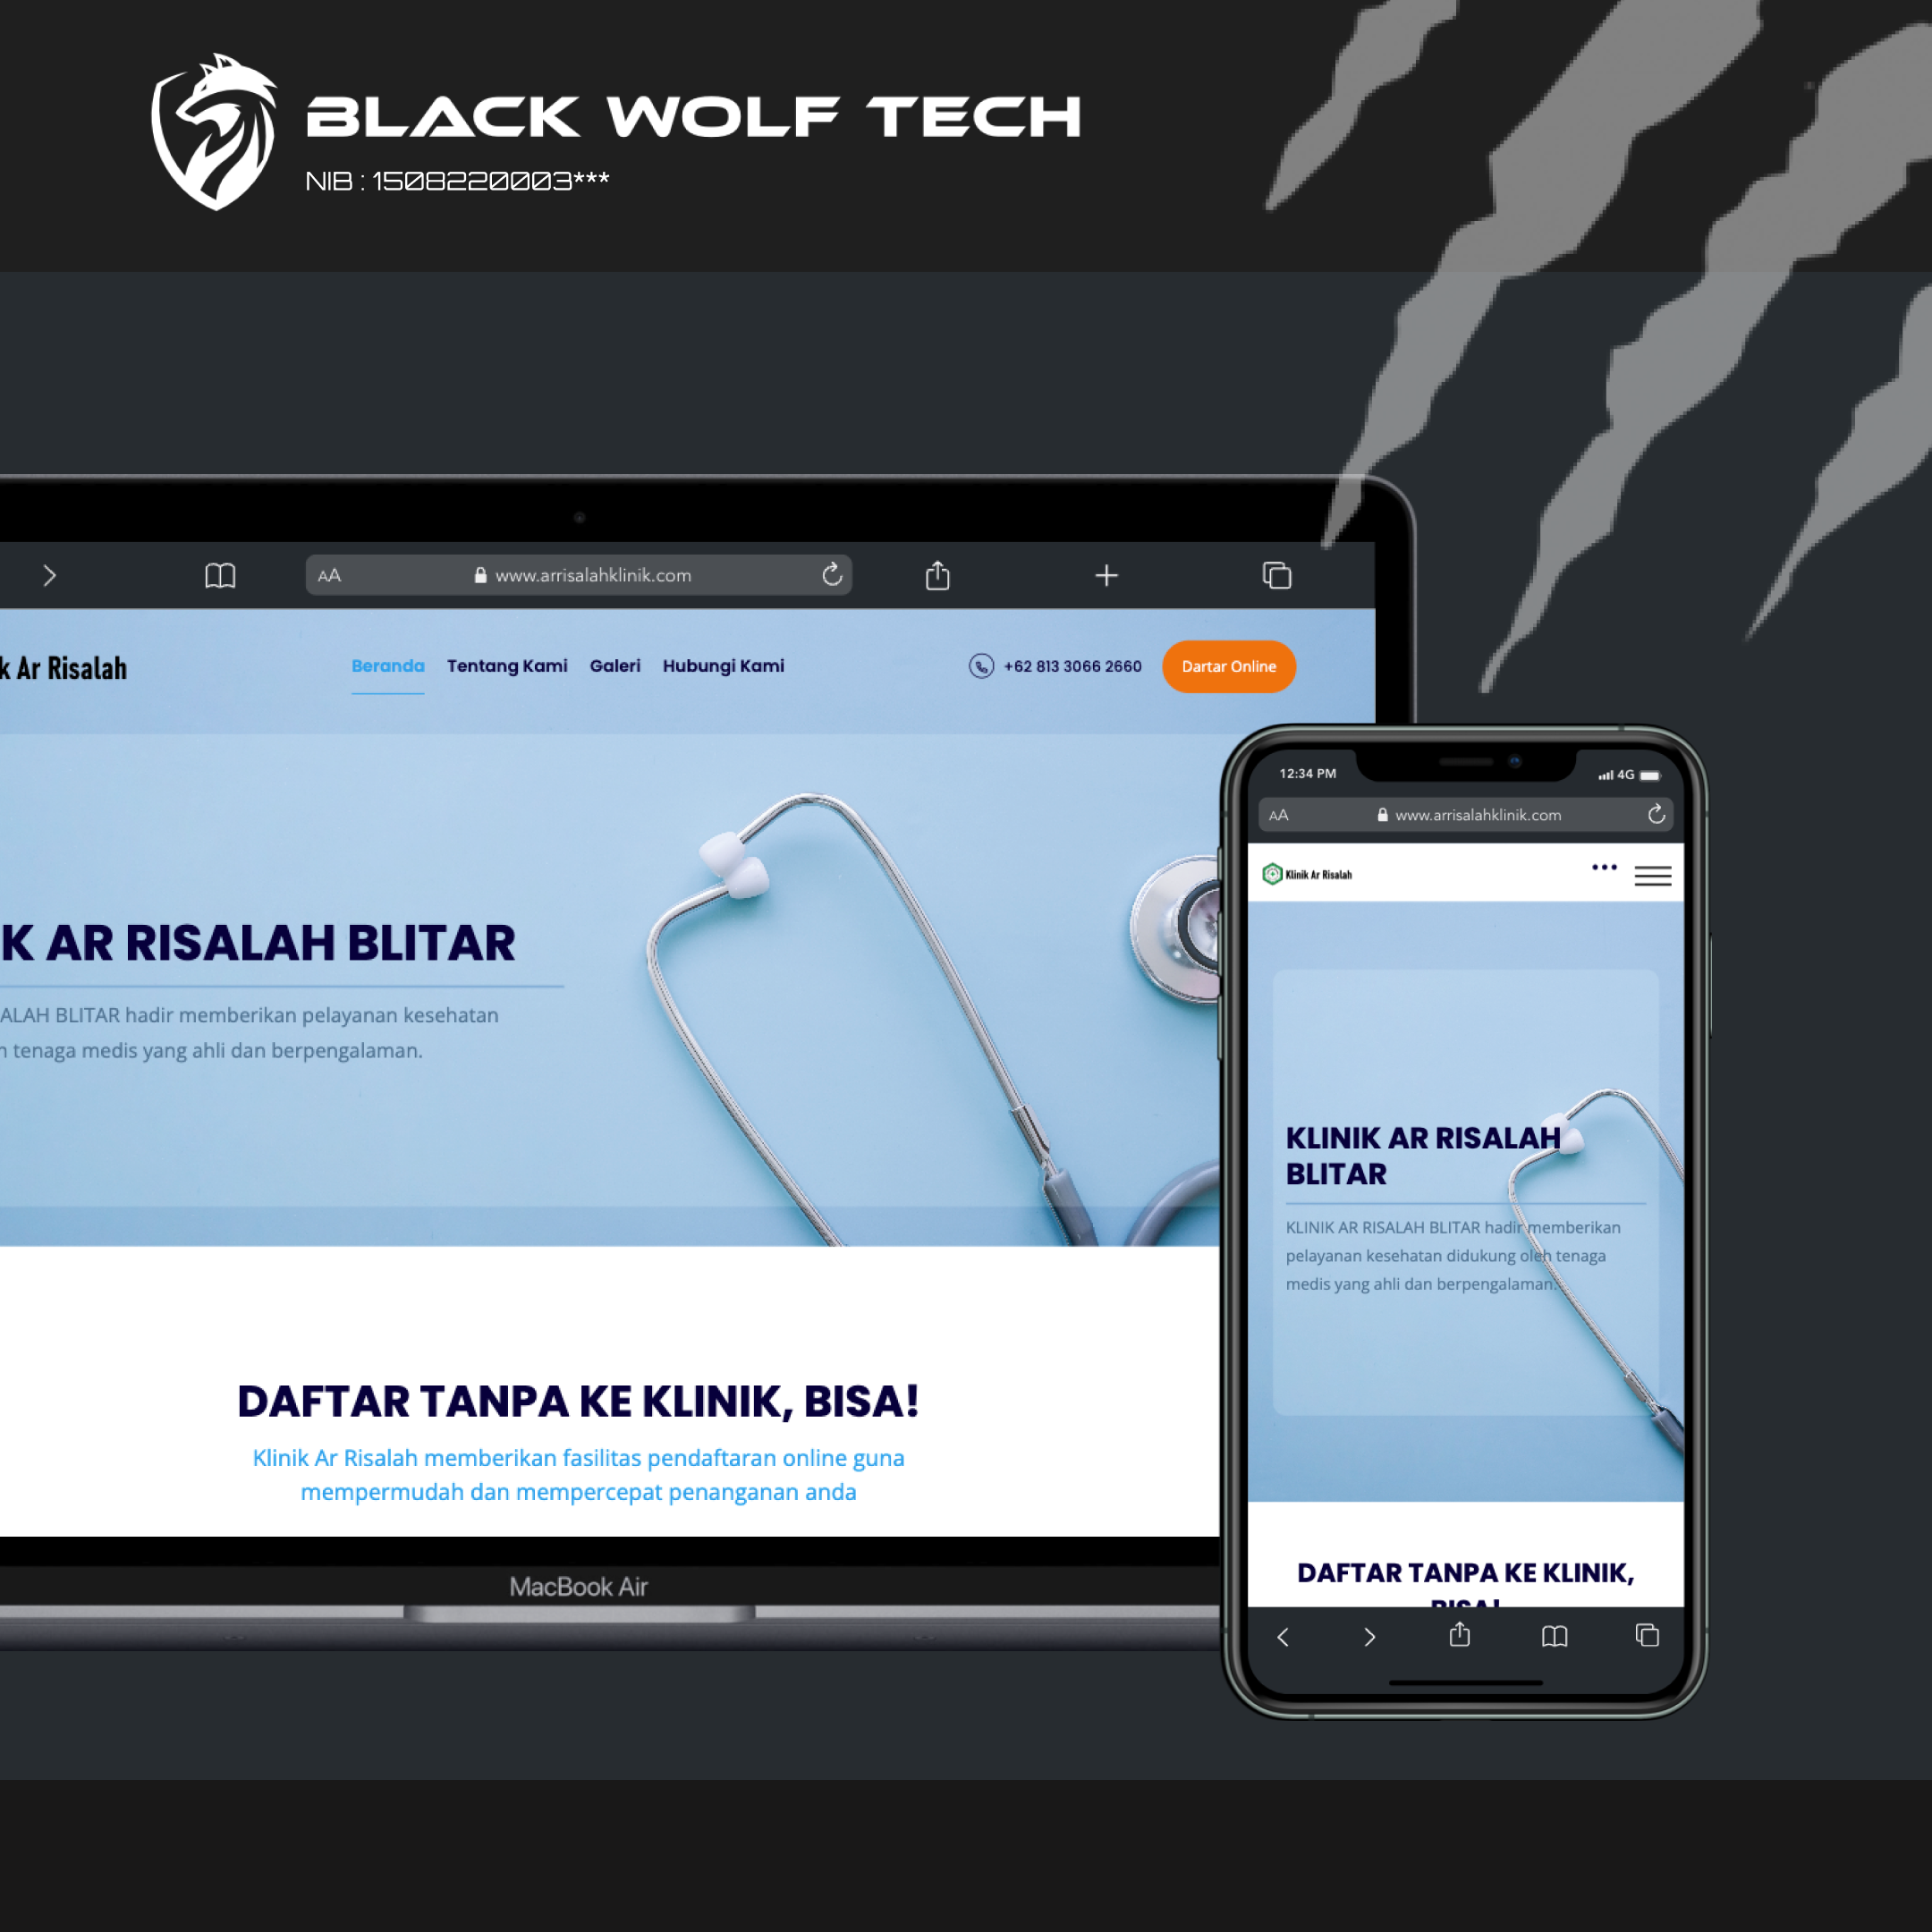 BLACK WOLF TECH
NIB : 1508220003***
AA
www.arrisalahklinik.com
k Ar Risalah
Beranda Tentang Kami Galeri Hubungi Kami
+62 813 3066 2660
Dartar Online
K AR RISALAH BLITAR
ALAH BLITAR hadir memberikan pelayanan kesehatan
n tenaga medis yang ahli dan berpengalaman.
DAFTAR TANPA KE KLINIK, BISA!
Klinik Ar Risalah memberikan fasilitas pendaftaran online guna
mempermudah dan mempercepat penanganan anda
MacBook Air
12:34 PM
4G
AA
www.arrisalahklinik.com
Klinik Ar Risalah
KLINIK AR RISALAH
BLITAR
KLINIK AR RISALAH BLITAR hadir memberikan
pelayanan kesehatan didukung oleh tenaga
medis yang ahli dan berpengalaman.
DAFTAR TANPA KE KLINIK,
BISA!